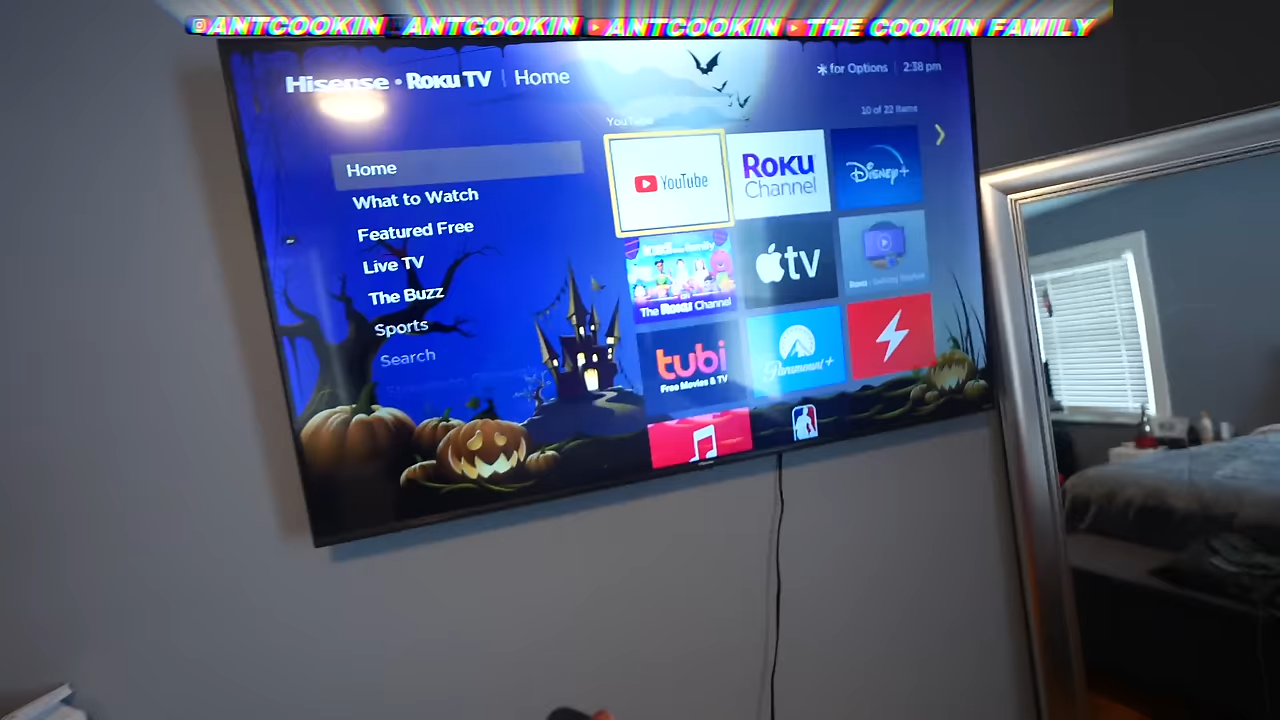 ANTCOOKIN ANTCOOKIN ANTCOOKIN THE COOKIN FAMILY
Hisense • Roku TV | Home
* for Options | 2:38 pm
10 of 22 items
YouTube
Home
What to Watch
Featured Free
Live TV
The Buzz
Sports
Search
YouTube
Roku Channel
Disney+
The Roku Channel
tv
tubi
Free Movies & TV
Paramount+